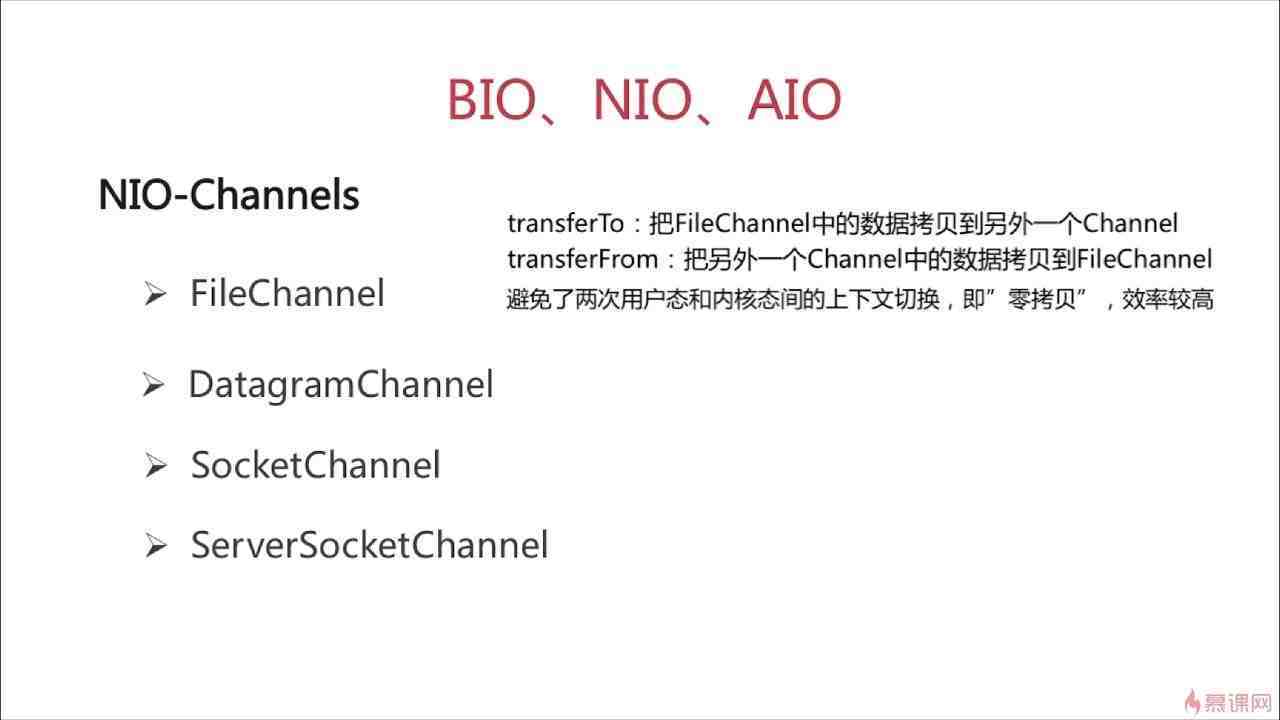 BIO、NIO、AIO
NIO-Channels
transferTo：把FileChannel中的数据拷贝到另外一个Channel
transferFrom：把另外一个Channel中的数据拷贝到FileChannel
避免了两次用户态和内核态间的上下文切换，即”零拷贝”，效率较高
➢ FileChannel
➢ DatagramChannel
➢ SocketChannel
➢ ServerSocketChannel
慕课网